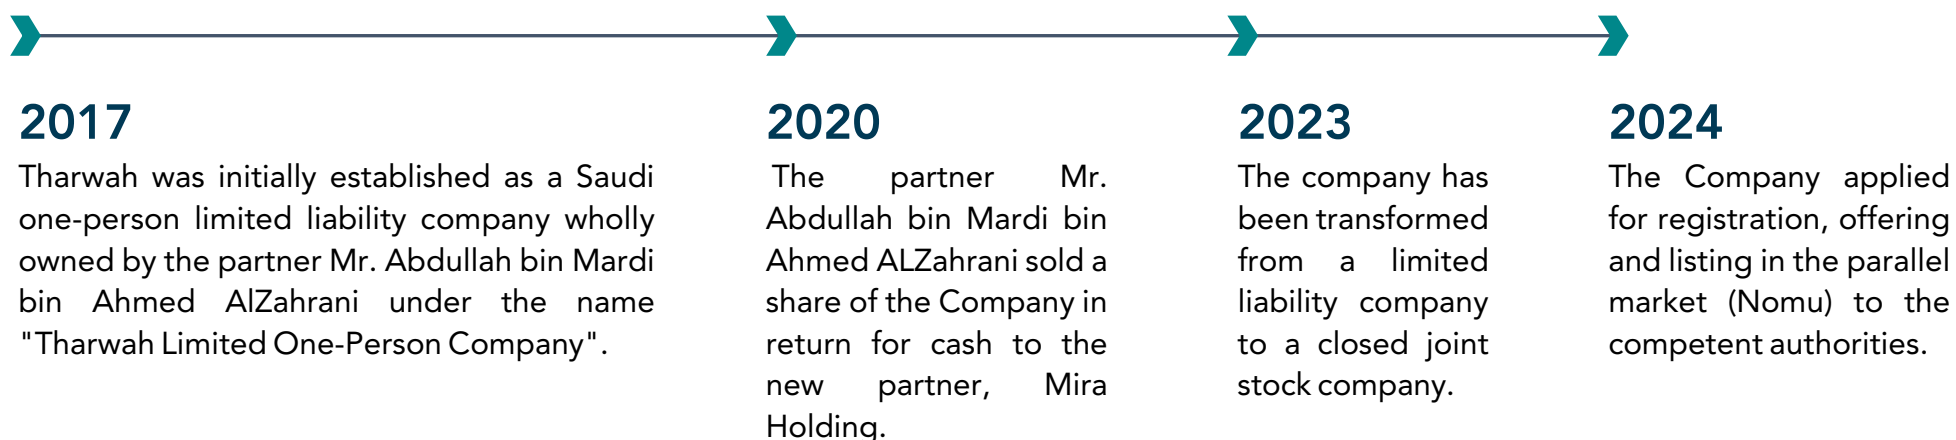 2017
Tharwah was initially established as a Saudi
one-person limited liability company wholly
owned by the partner Mr. Abdullah bin Mardi
bin Ahmed AlZahrani under the name
"Tharwah Limited One-Person Company".
2020
The partner Mr.
Abdullah bin Mardi bin
Ahmed ALZahrani sold a
share of the Company in
return for cash to the
new partner, Mira
Holding.
2023
The company has
been transformed
from a limited
liability company
to a closed joint
stock company.
2024
The Company applied
for registration, offering
and listing in the parallel
market (Nomu) to the
competent authorities.